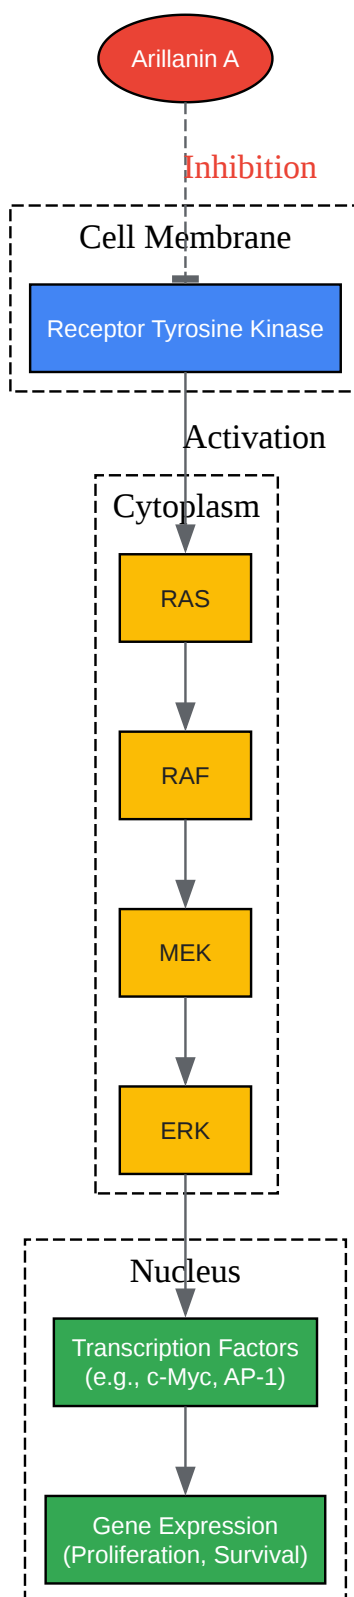 Arillanin A
Inhibition
Cell Membrane
Receptor Tyrosine Kinase
Activation
Cytoplasm
RAS
RAF
MEK
ERK
Nucleus
Transcription Factors
(e.g., c-Myc, AP-1)
Gene Expression
(Proliferation, Survival)